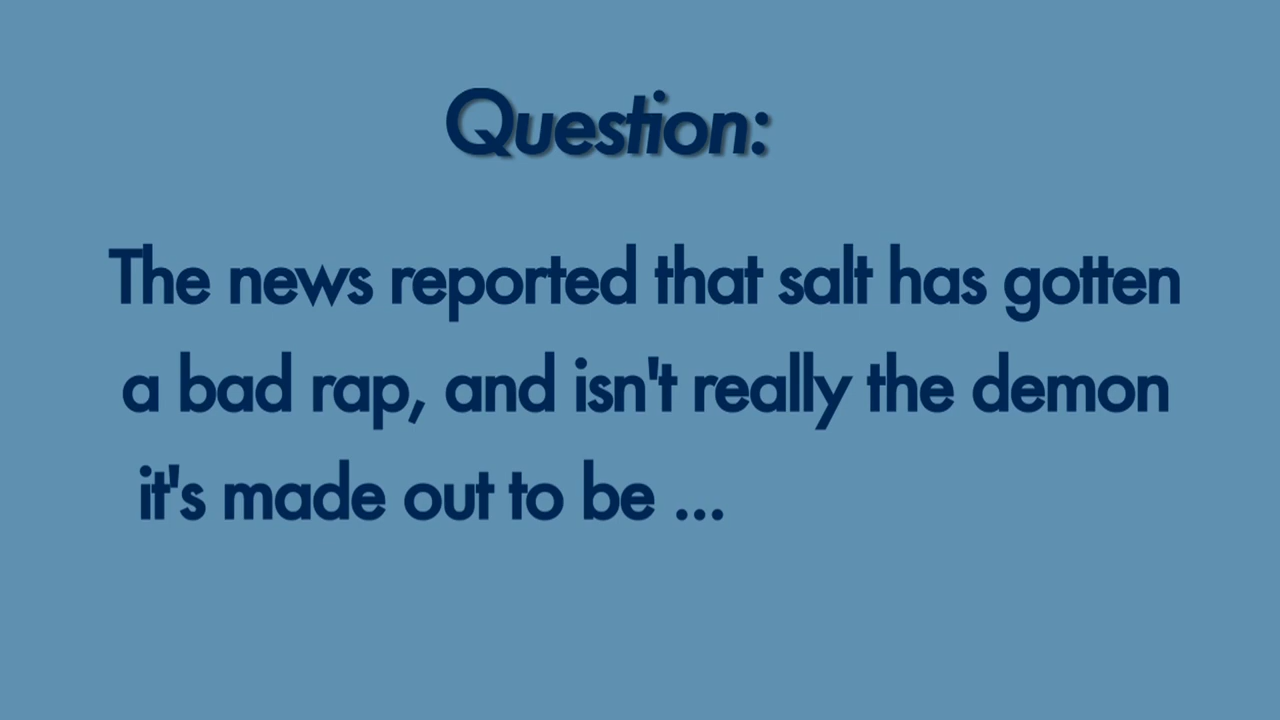 Question:
The news reported that salt has gotten
a bad rap, and isn't really the demon
it's made out to be ...